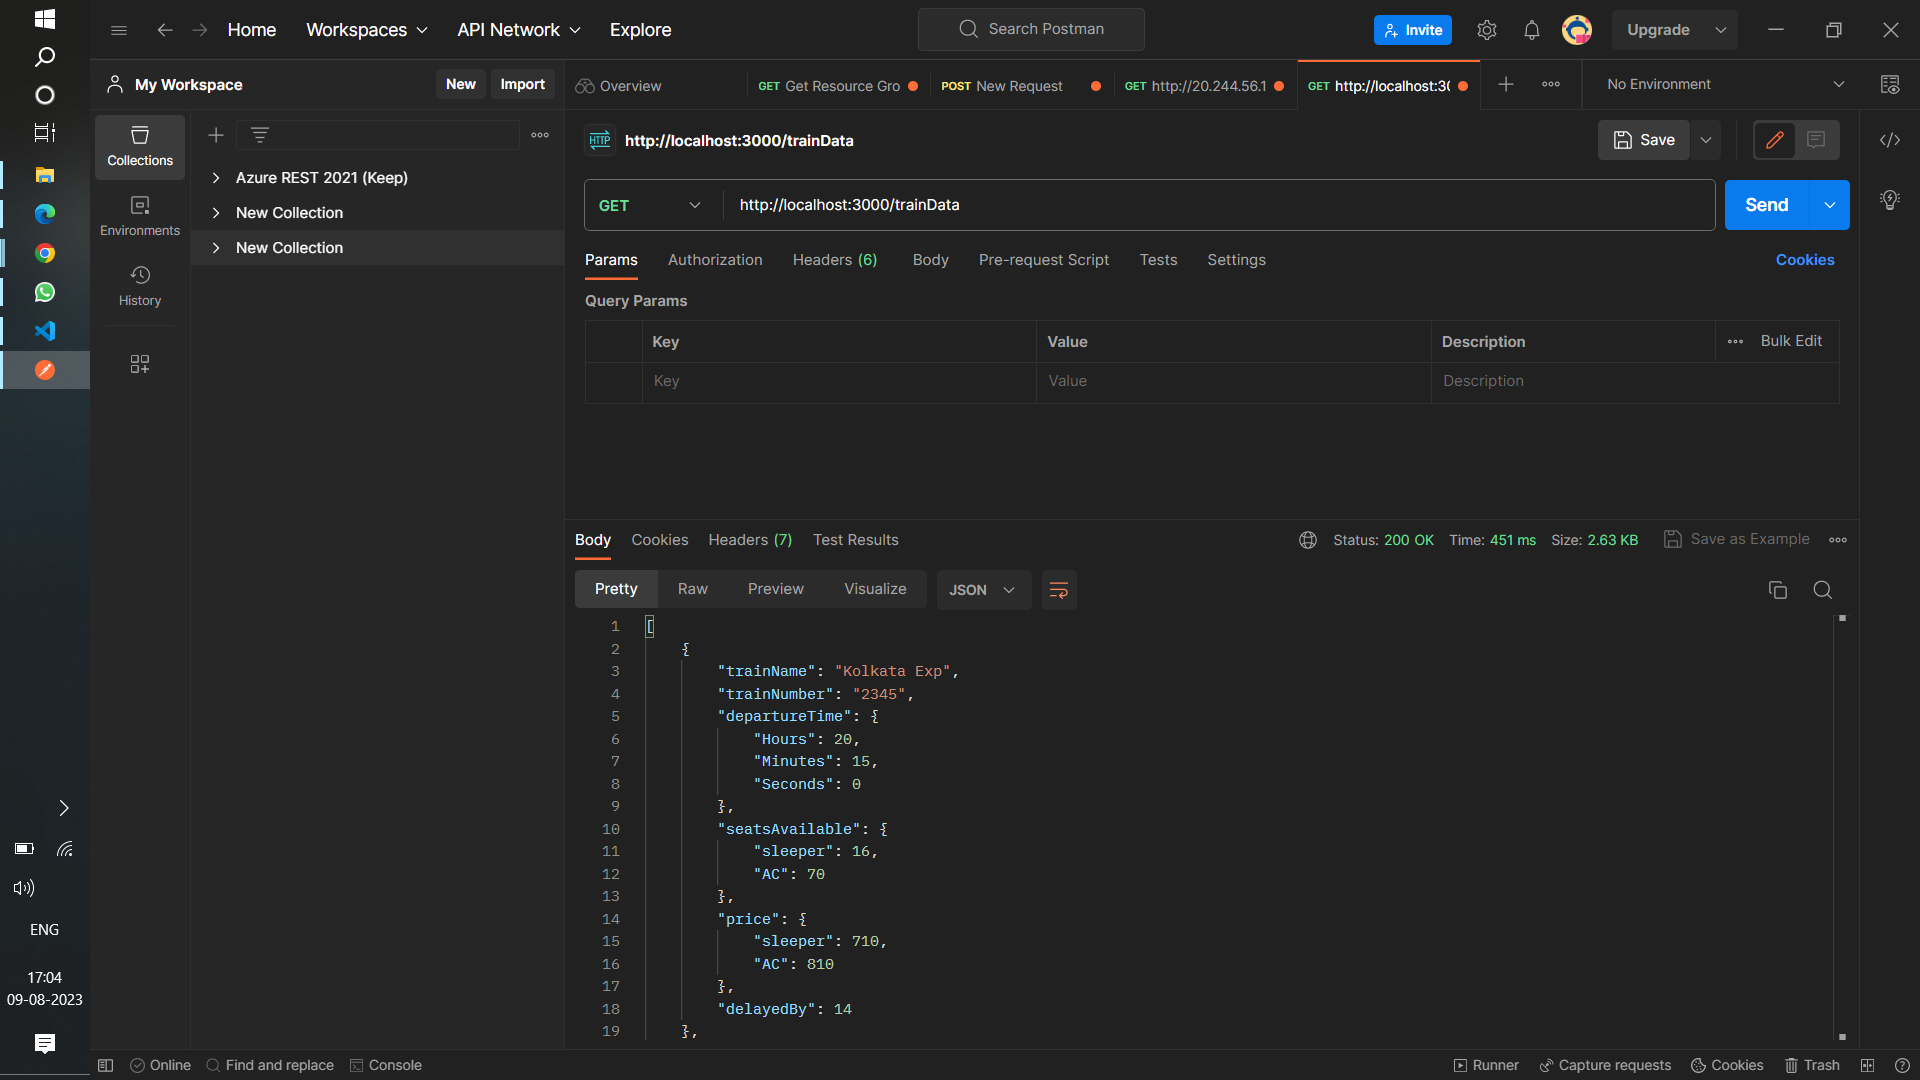 Home
Workspaces
API Network
Explore
Search Postman
Invite
Upgrade
My Workspace
New
Import
Overview
GET Get Resource Gro
POST New Request
GET http://20.244.56.1
GET http://localhost:30
No Environment
Collections
Environments
History
Azure REST 2021 (Keep)
New Collection
New Collection
HTTP http://localhost:3000/trainData
Save
GET
http://localhost:3000/trainData
Send
Params
Authorization
Headers (6)
Body
Pre-request Script
Tests
Settings
Cookies
Query Params
Key
Value
Description
Bulk Edit
Key
Value
Description
Body
Cookies
Headers (7)
Test Results
Status: 200 OK
Time: 451 ms
Size: 2.63 KB
Save as Example
Pretty
Raw
Preview
Visualize
JSON
1 [
2 {
3 "trainName": "Kolkata Exp",
4 "trainNumber": "2345",
5 "departureTime": {
6 "Hours": 20,
7 "Minutes": 15,
8 "Seconds": 0
9 },
10 "seatsAvailable": {
11 "sleeper": 16,
12 "AC": 70
13 },
14 "price": {
15 "sleeper": 710,
16 "AC": 810
17 },
18 "delayedBy": 14
19 },
ENG
17:04
09-08-2023
Online
Find and replace
Console
Runner
Capture requests
Cookies
Trash